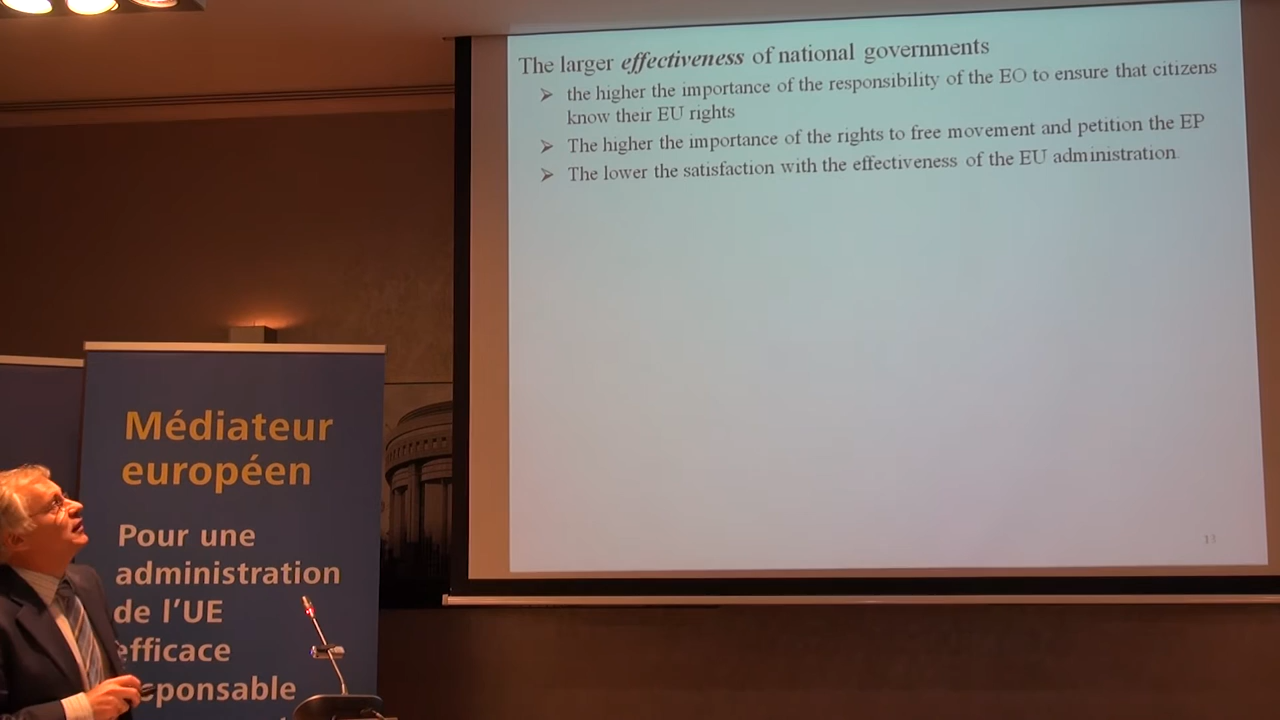 The larger effectiveness of national governments
➢ the higher the importance of the responsibility of the EO to ensure that citizens
know their EU rights
➢ The higher the importance of the rights to free movement and petition the EP
➢ The lower the satisfaction with the effectiveness of the EU administration.
13
Médiateur
européen
Pour une
administration
de l'UE
efficace
sponsable